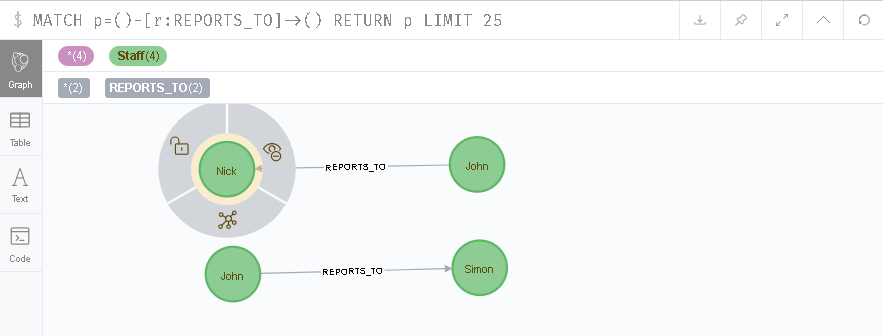 $ MATCH p=()-[r:REPORTS_TO]->() RETURN p LIMIT 25
*(4) Staff(4)
*(2) REPORTS_TO(2)
Graph
Table
Text
Code
Nick REPORTS_TO John
John REPORTS_TO Simon